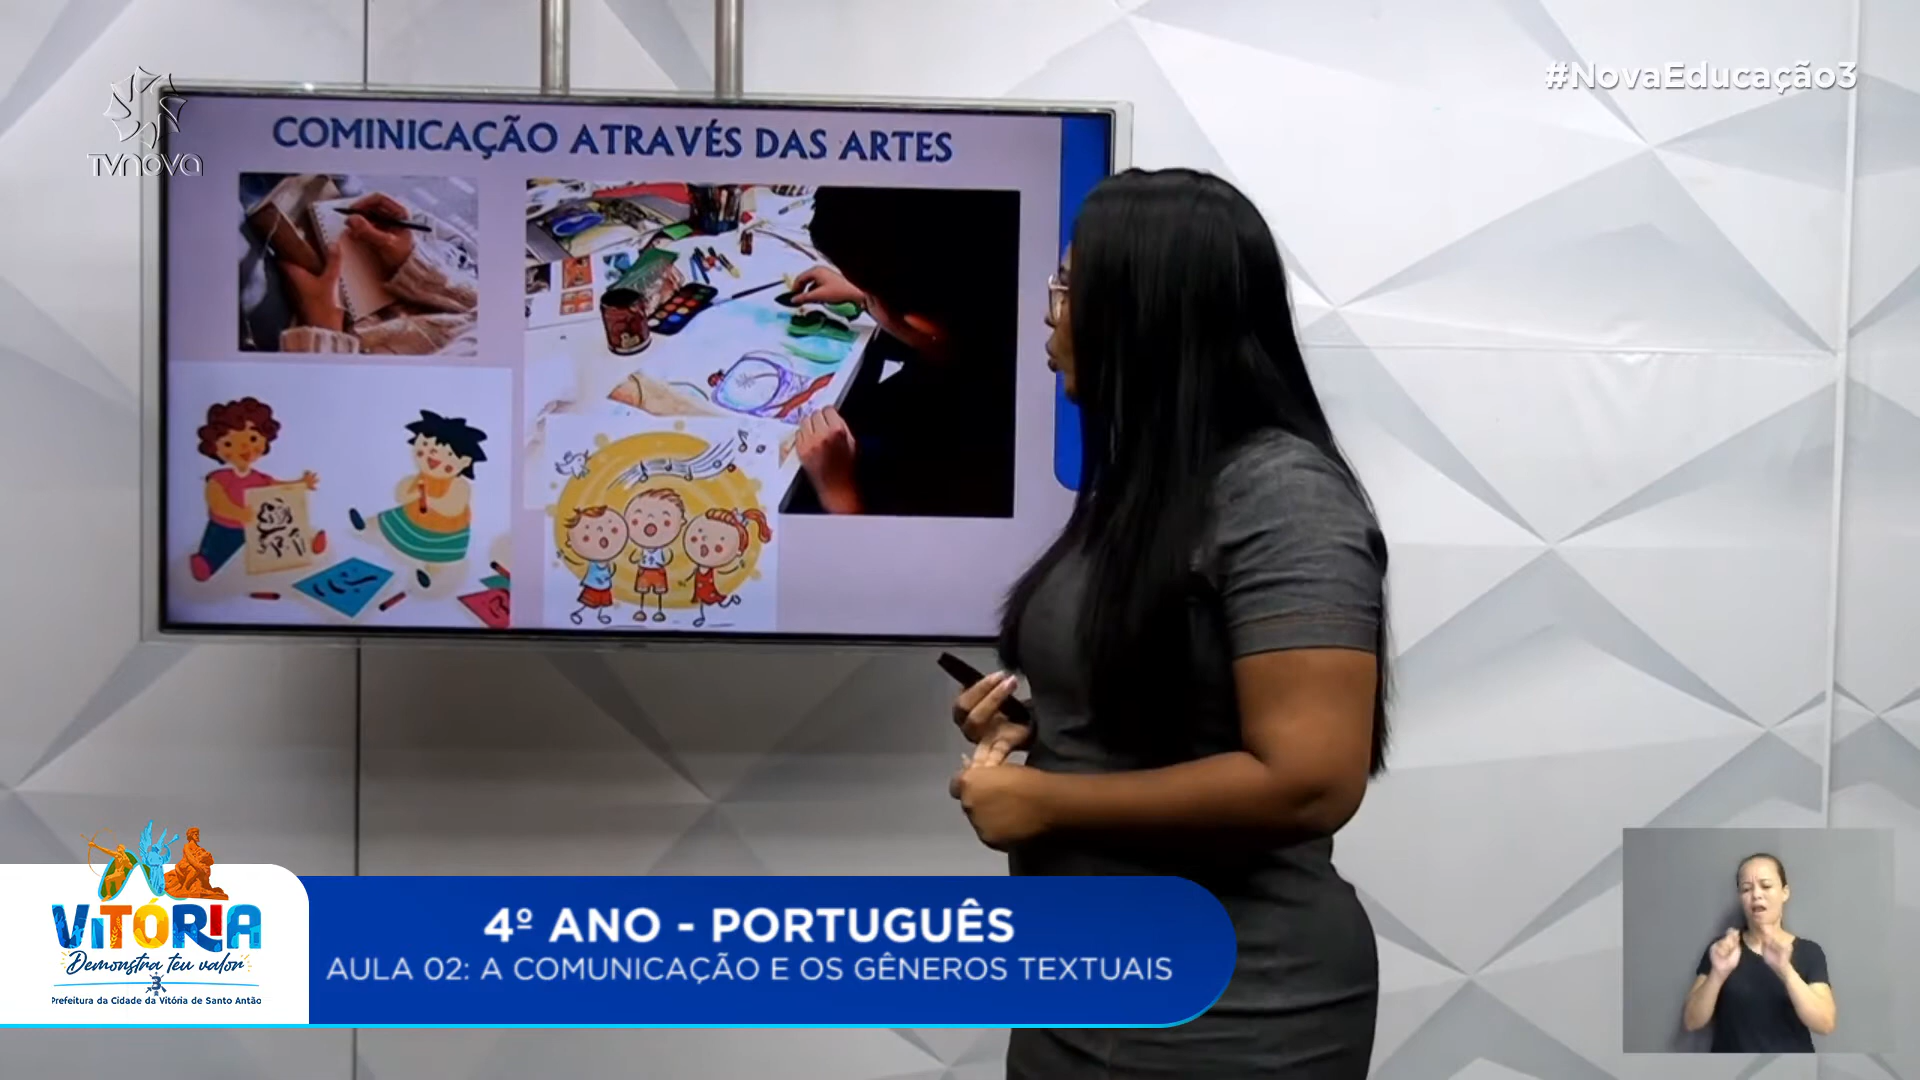 #NovaEducação3
TVNOVA
COMINICAÇÃO ATRAVÉS DAS ARTES
VITÓRIA
Demonstra teu valor
Prefeitura da Cidade da Vitória de Santo Antão
4º ANO - PORTUGUÊS
AULA 02: A COMUNICAÇÃO E OS GÊNEROS TEXTUAIS